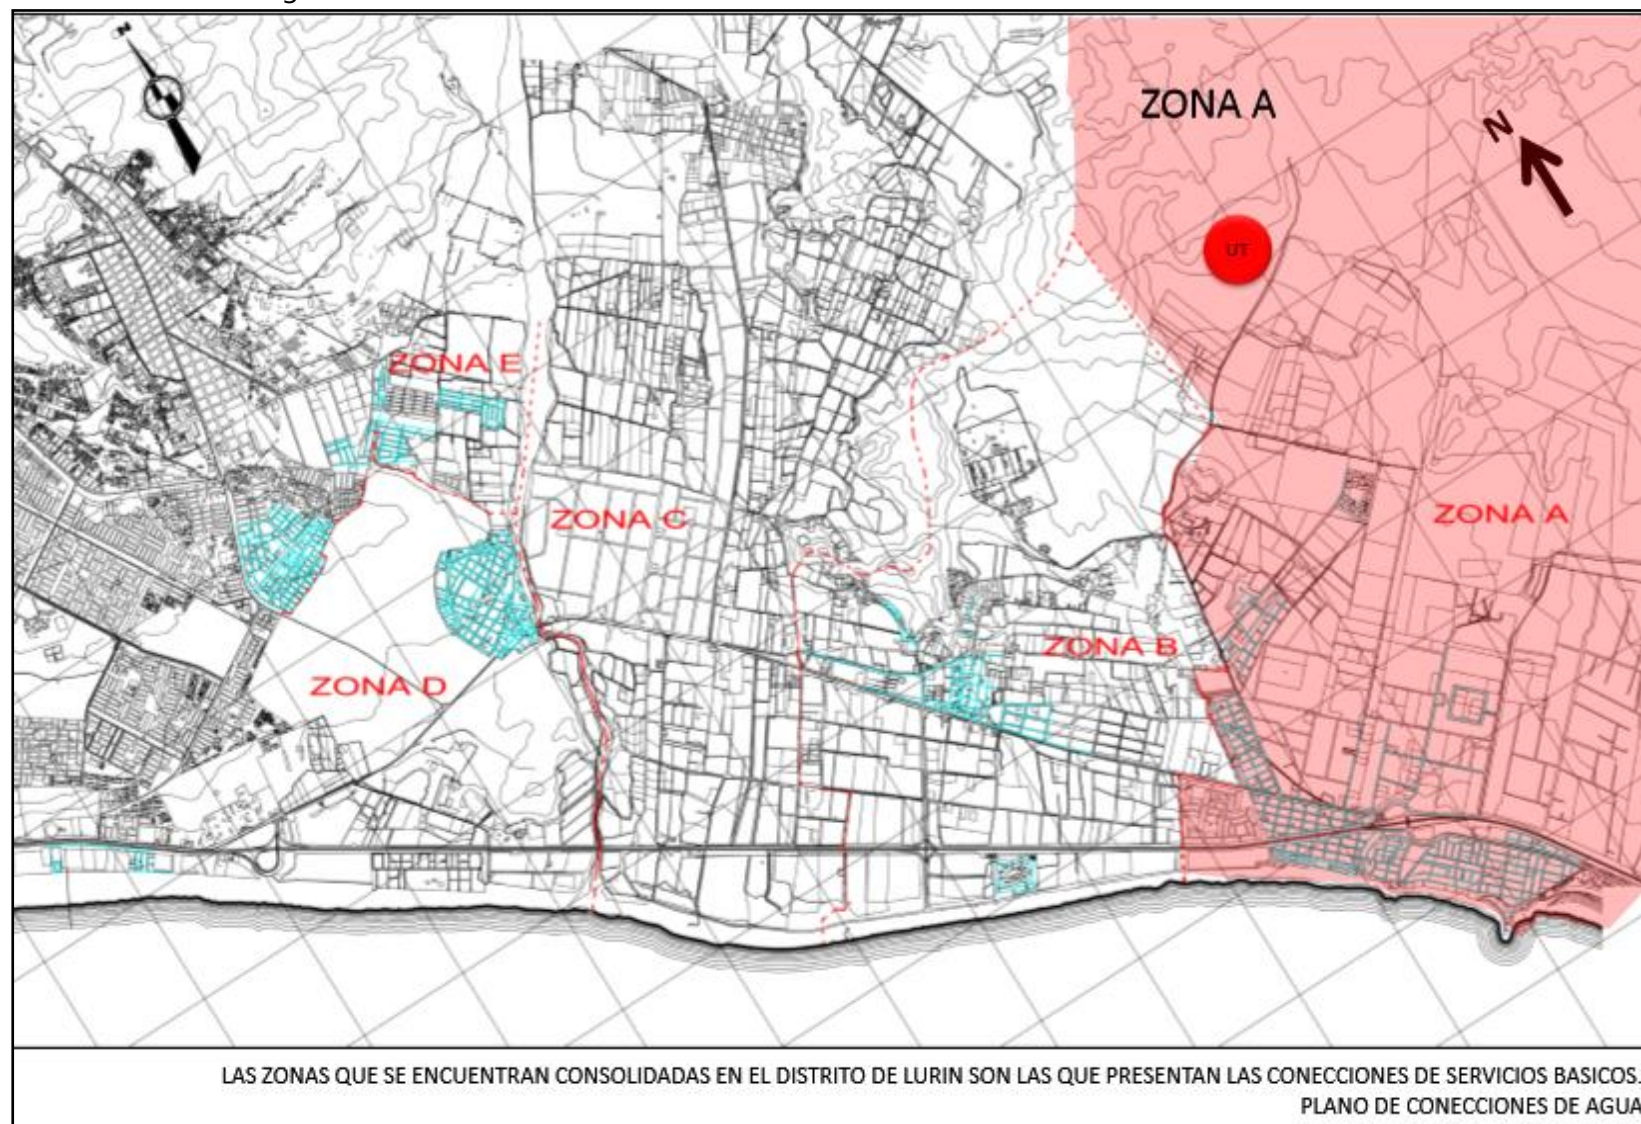 N
ZONA A
N
UT
ZONA E
ZONA C
ZONA A
ZONA B
ZONA D
LAS ZONAS QUE SE ENCUENTRAN CONSOLIDADAS EN EL DISTRITO DE LURIN SON LAS QUE PRESENTAN LAS CONECCIONES DE SERVICIOS BASICOS.
PLANO DE CONECCIONES DE AGUA